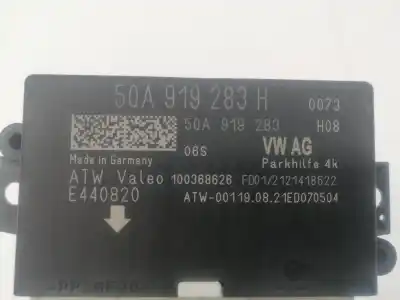 5QA 919 283 H 0073
5QA 919 283 H08
06S VW AG
Made in Germany Parkhilfe 4k
ATW Valeo 100368626 FD01/2121418622
E440820 ATW-00119.08.21ED070504